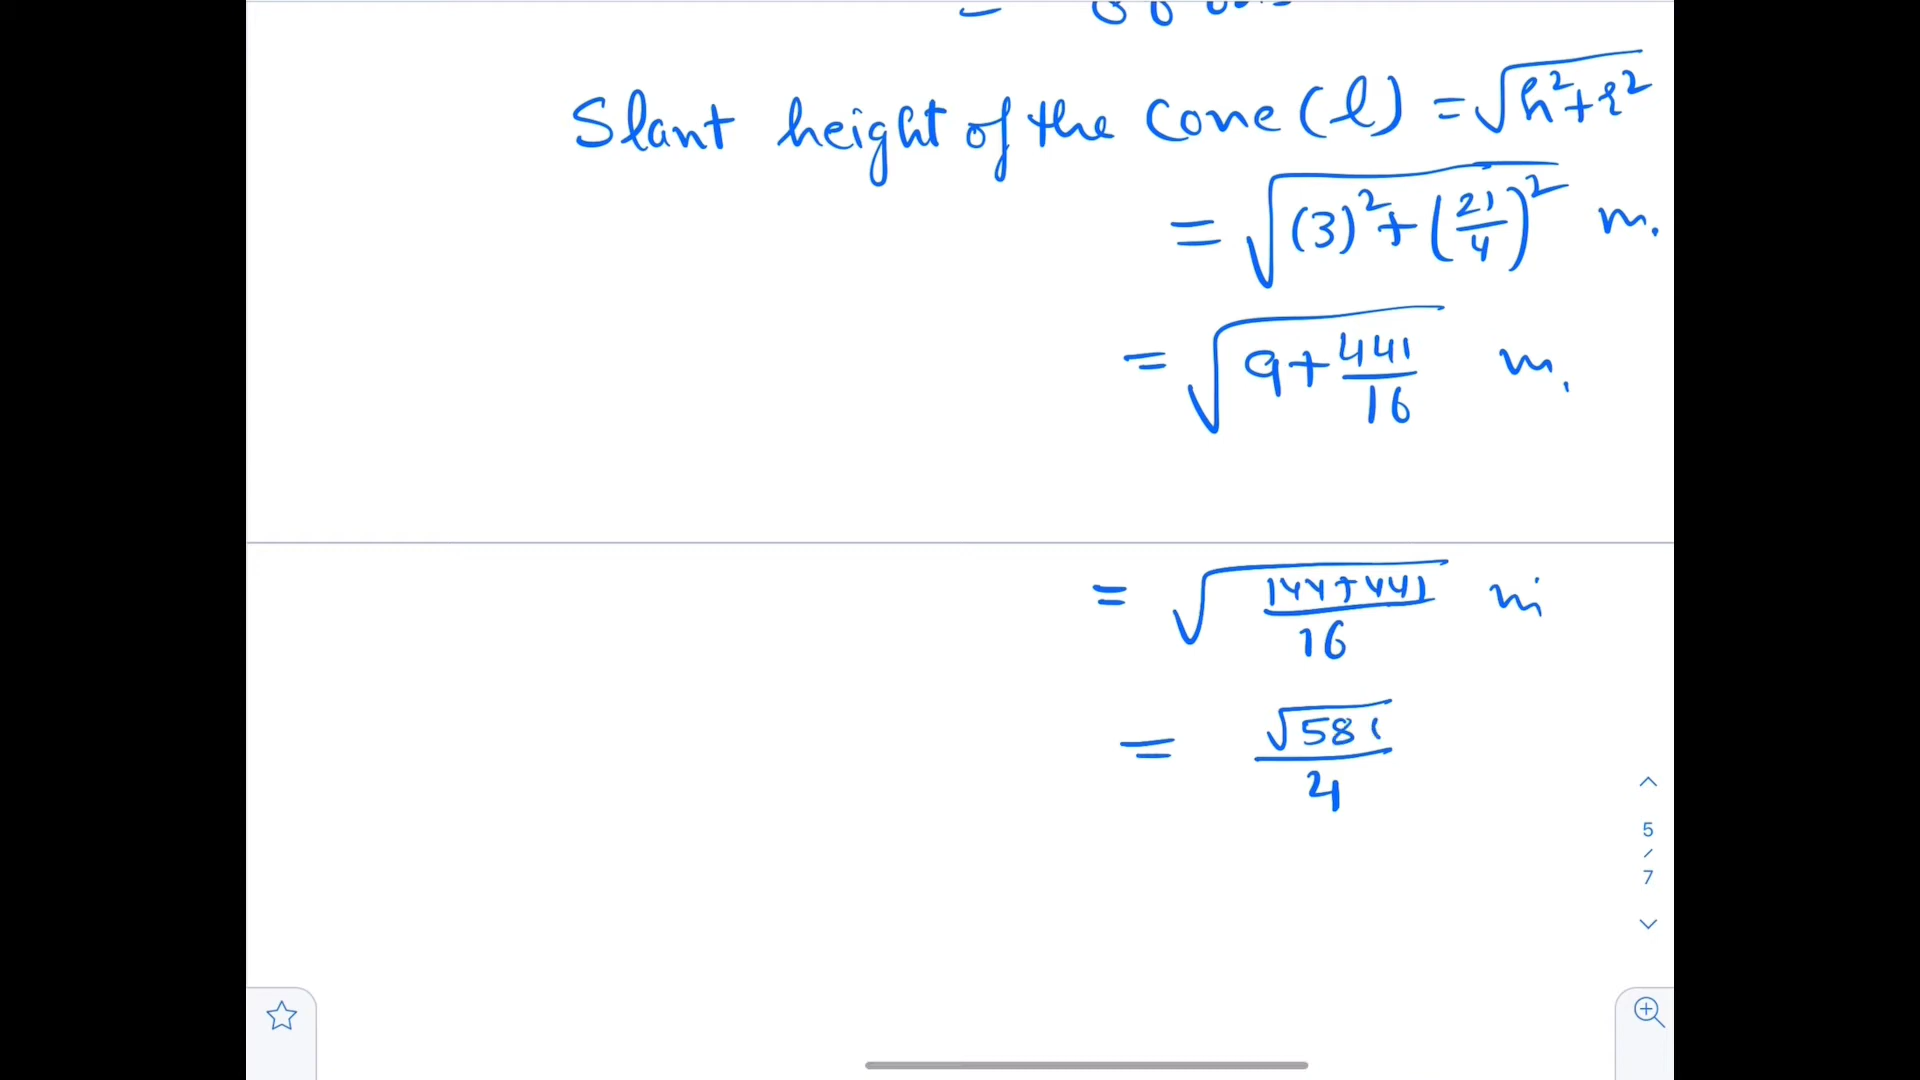 Slant height of the Cone (l) = √h²+r²
= √(3)²+(21/4)² m.
= √9+441/16 m.
= √144+441/16 m
= √581/4
5
/
7